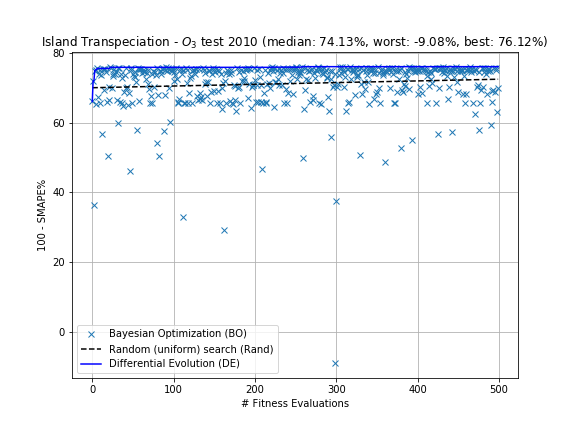 Island Transpeciation - O₃ test 2010 (median: 74.13%, worst: -9.08%, best: 76.12%)
80
60
40
20
0
100 - SMAPE%
Bayesian Optimization (BO)
Random (uniform) search (Rand)
Differential Evolution (DE)
0 100 200 300 400 500
# Fitness Evaluations